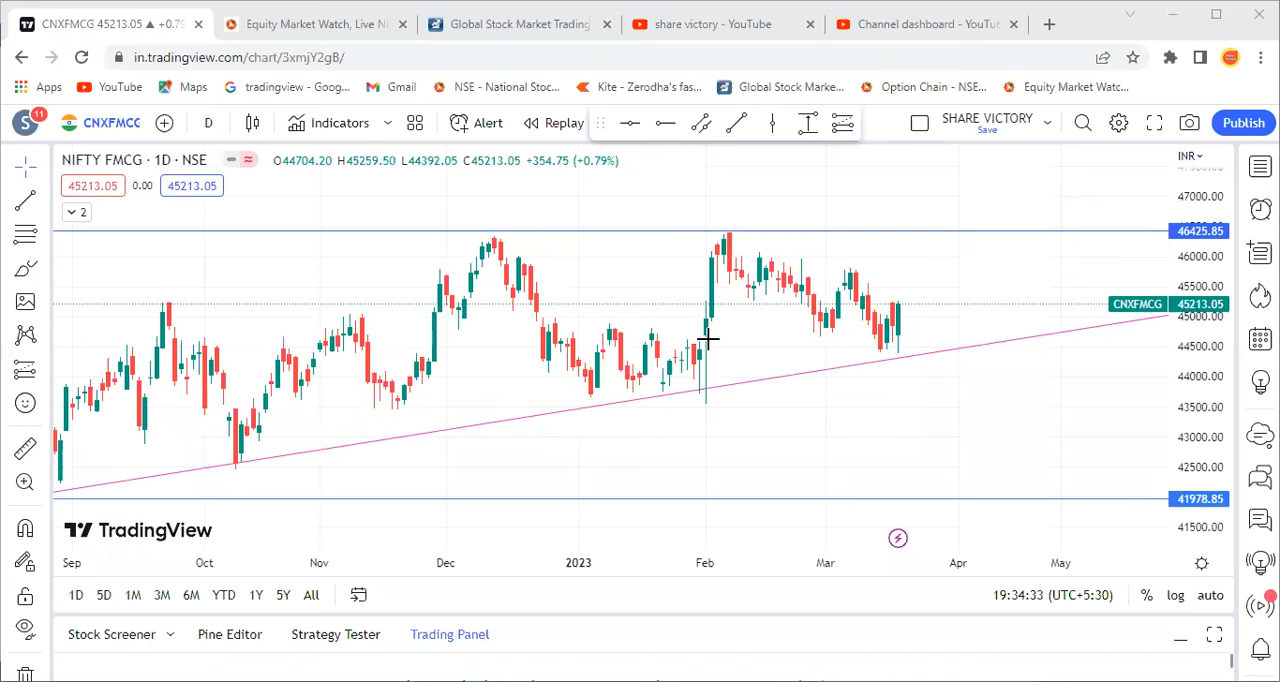 CNXFMCG 45213.05 ▲ +0.79
Equity Market Watch, Live Ni
Global Stock Market Trading
share victory - YouTube
Channel dashboard - YouTub
in.tradingview.com/chart/3xmjY2gB/
Apps YouTube Maps tradingview - Goog... Gmail NSE - National Stoc... Kite - Zerodha's fas... Global Stock Marke... Option Chain - NSE... Equity Market Watc...
S 11 CNXFMCG D Indicators Alert Replay SHARE VICTORY Save Publish
NIFTY FMCG · 1D · NSE O44704.20 H45259.50 L44392.05 C45213.05 +354.75 (+0.79%)
INR
45213.05 0.00 45213.05
2
47000.00
46425.85
46000.00
45500.00
CNXFMCG 45213.05
45000.00
44500.00
44000.00
43500.00
43000.00
42500.00
41978.85
41500.00
TradingView
Sep Oct Nov Dec 2023 Feb Mar Apr May
1D 5D 1M 3M 6M YTD 1Y 5Y All 19:34:33 (UTC+5:30) % log auto
Stock Screener Pine Editor Strategy Tester Trading Panel